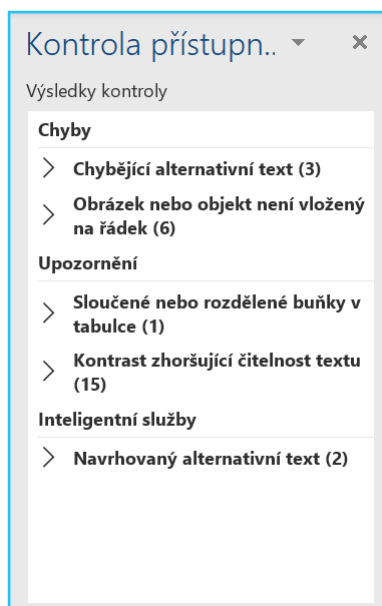 Kontrola přístupn..
Výsledky kontroly
Chyby
Chybějící alternativní text (3)
Obrázek nebo objekt není vložený
na řádek (6)
Upozornění
Sloučené nebo rozdělené buňky v
tabulce (1)
Kontrast zhoršující čitelnost textu
(15)
Inteligentní služby
Navrhovaný alternativní text (2)